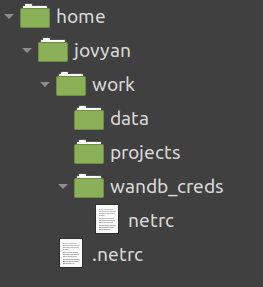 home
jovyan
work
data
projects
wandb_creds
netrc
.netrc